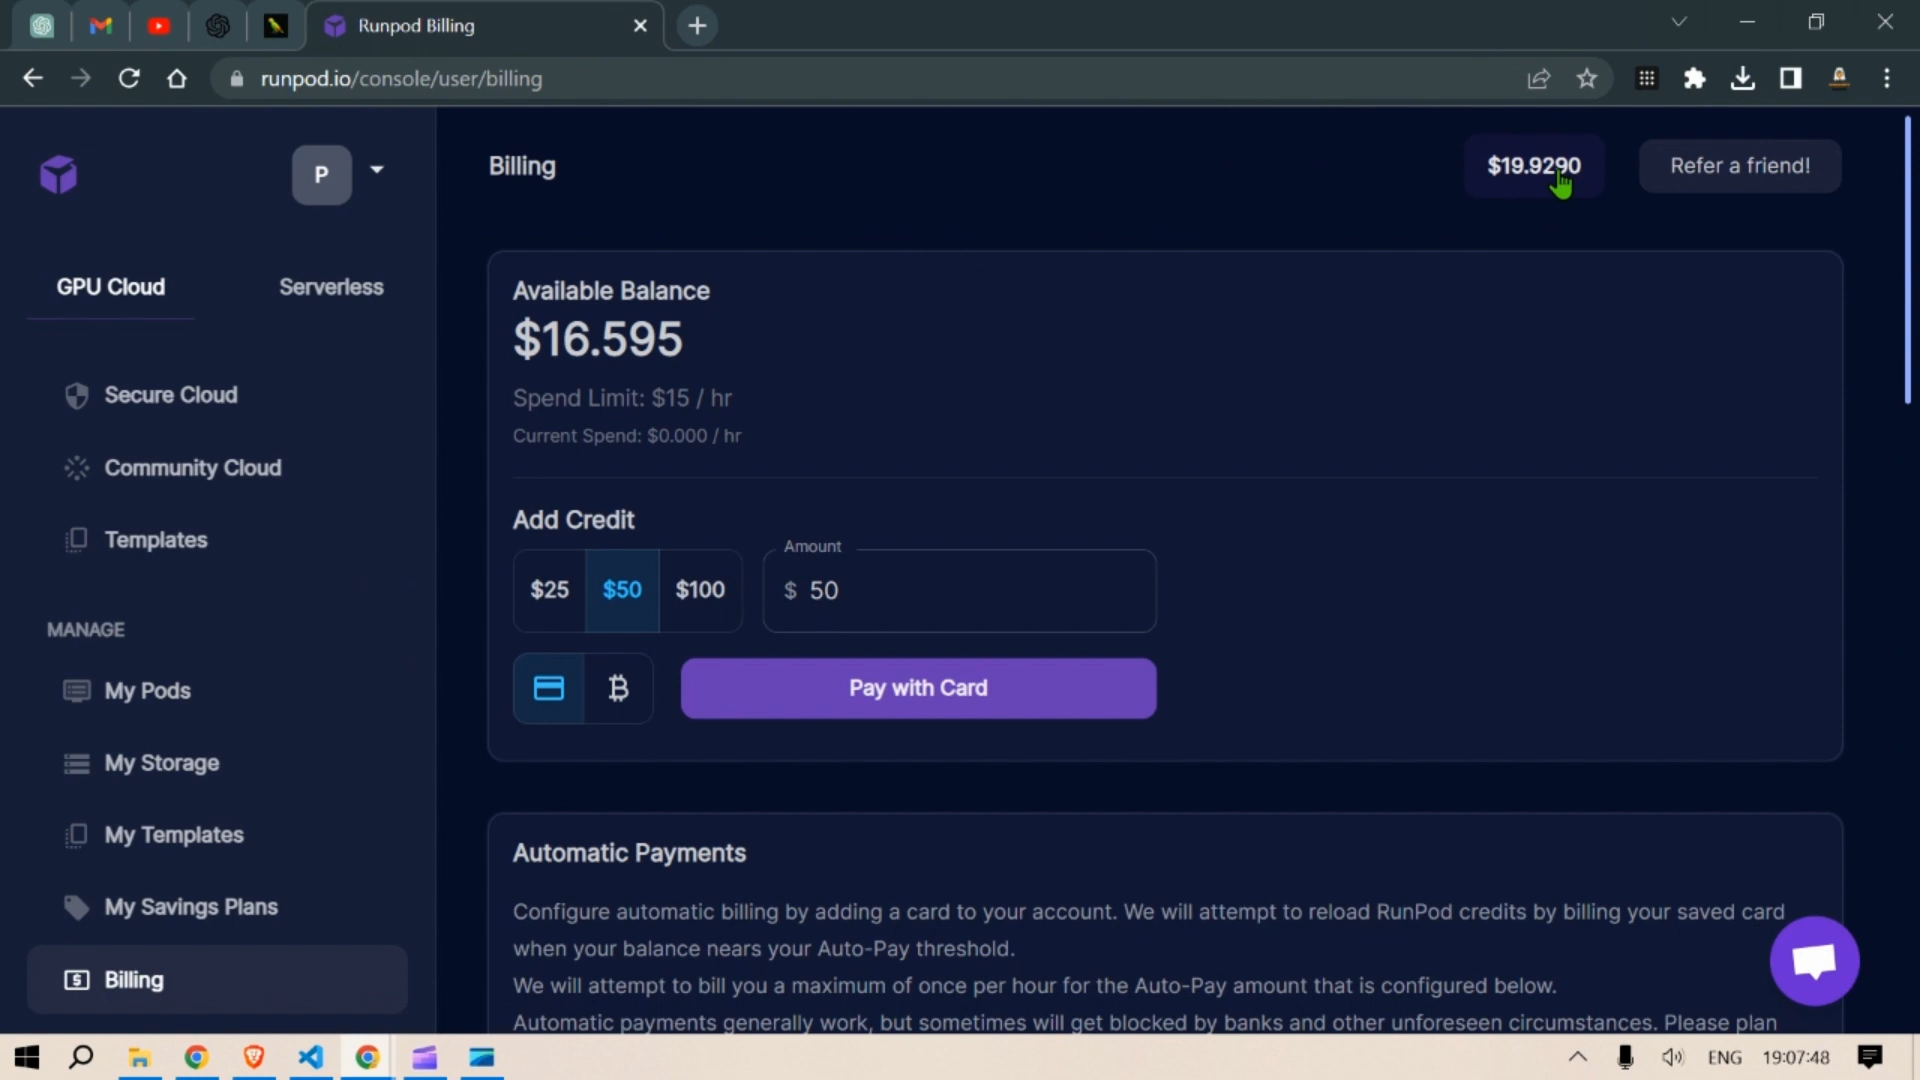 Runpod Billing
runpod.io/console/user/billing
P
GPU Cloud
Serverless
Secure Cloud
Community Cloud
Templates
MANAGE
My Pods
My Storage
My Templates
My Savings Plans
Billing
Billing
$19.9290
Refer a friend!
Available Balance
$16.595
Spend Limit: $15 / hr
Current Spend: $0.000 / hr
Add Credit
$25
$50
$100
Amount
$ 50
Pay with Card
Automatic Payments
Configure automatic billing by adding a card to your account. We will attempt to reload RunPod credits by billing your saved card
when your balance nears your Auto-Pay threshold.
We will attempt to bill you a maximum of once per hour for the Auto-Pay amount that is configured below.
Automatic payments generally work, but sometimes will get blocked by banks and other unforeseen circumstances. Please plan
ENG
19:07:48